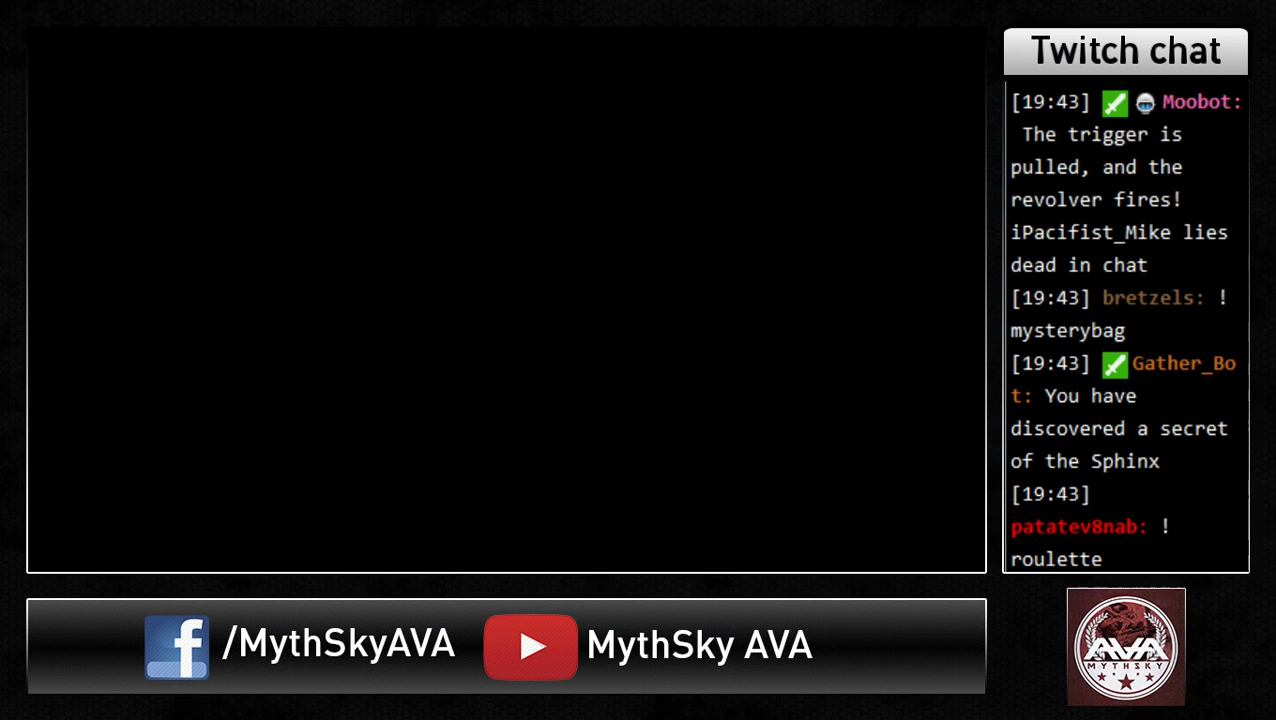 Twitch chat
[19:43] Moobot:
The trigger is
pulled, and the
revolver fires!
iPacifist_Mike lies
dead in chat
[19:43] bretzels: !
mysterybag
[19:43] Gather_Bo
t: You have
discovered a secret
of the Sphinx
[19:43]
patatev8nab: !
roulette
/MythSkyAVA
MythSky AVA
AVA
MYTHSKY